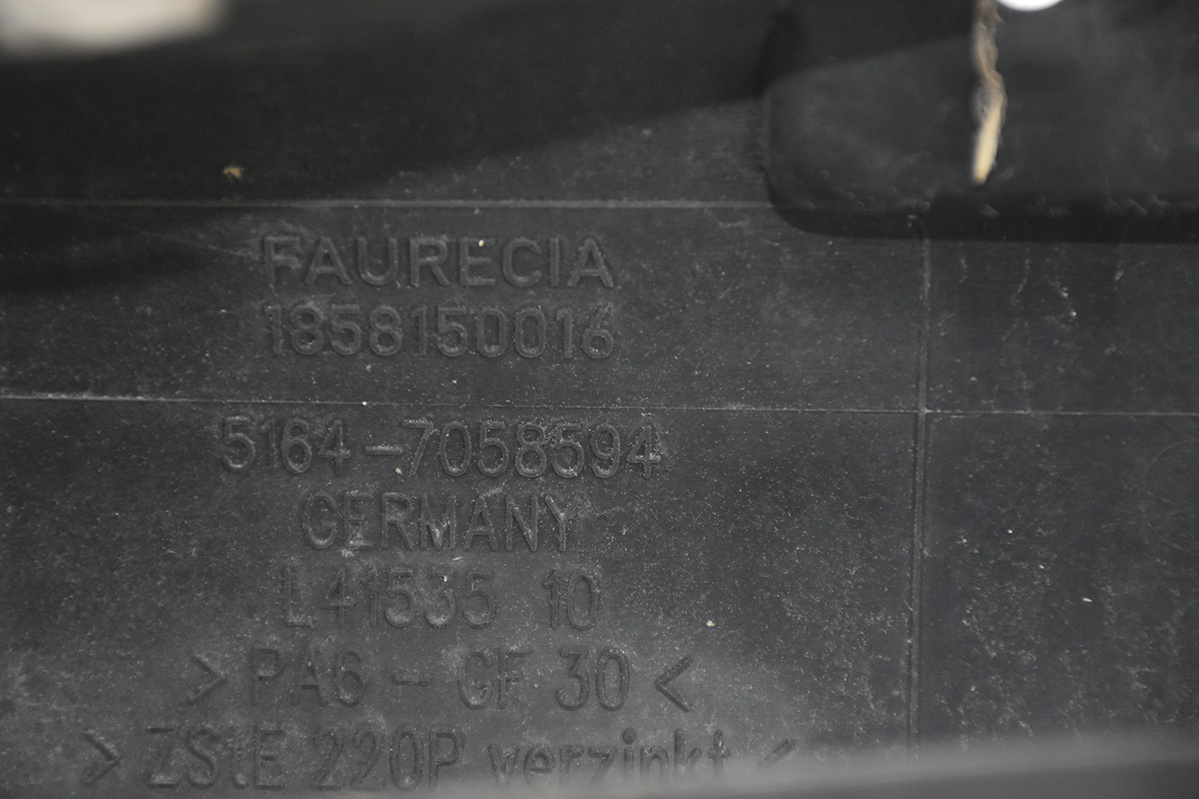 FAURECIA
1858150016
5164-7058594
GERMANY
L41535 10
> PA6 - GF 30 <
> ZStE 220P verzinkt <